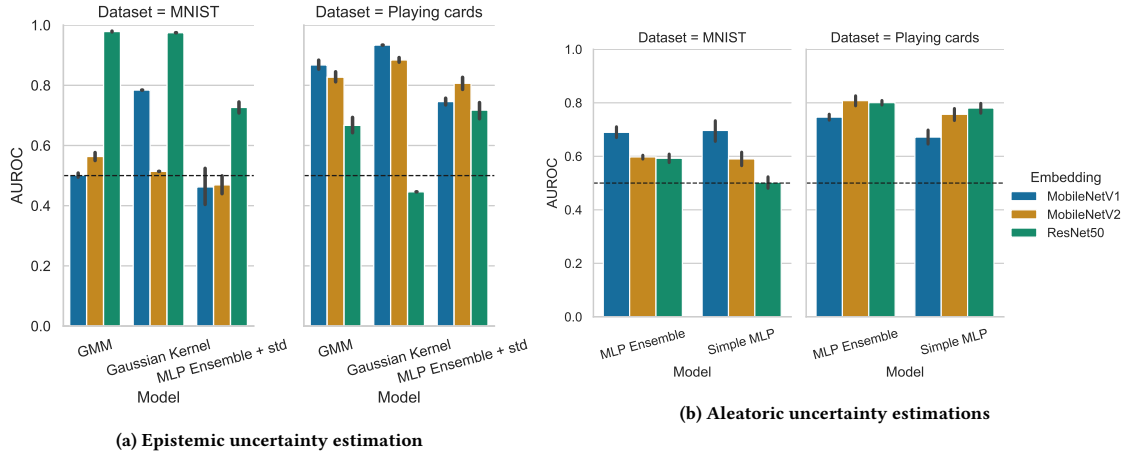 Dataset = MNIST
Dataset = Playing cards
1.0
0.8
0.6
0.4
0.2
0.0
AUROC
GMM
Gaussian Kernel
MLP Ensemble + std
GMM
Gaussian Kernel
MLP Ensemble + std
Model
Model
(a) Epistemic uncertainty estimation
Dataset = MNIST
Dataset = Playing cards
1.0
0.8
0.6
0.4
0.2
0.0
AUROC
MLP Ensemble
Simple MLP
MLP Ensemble
Simple MLP
Model
Model
Embedding
MobileNetV1
MobileNetV2
ResNet50
(b) Aleatoric uncertainty estimations